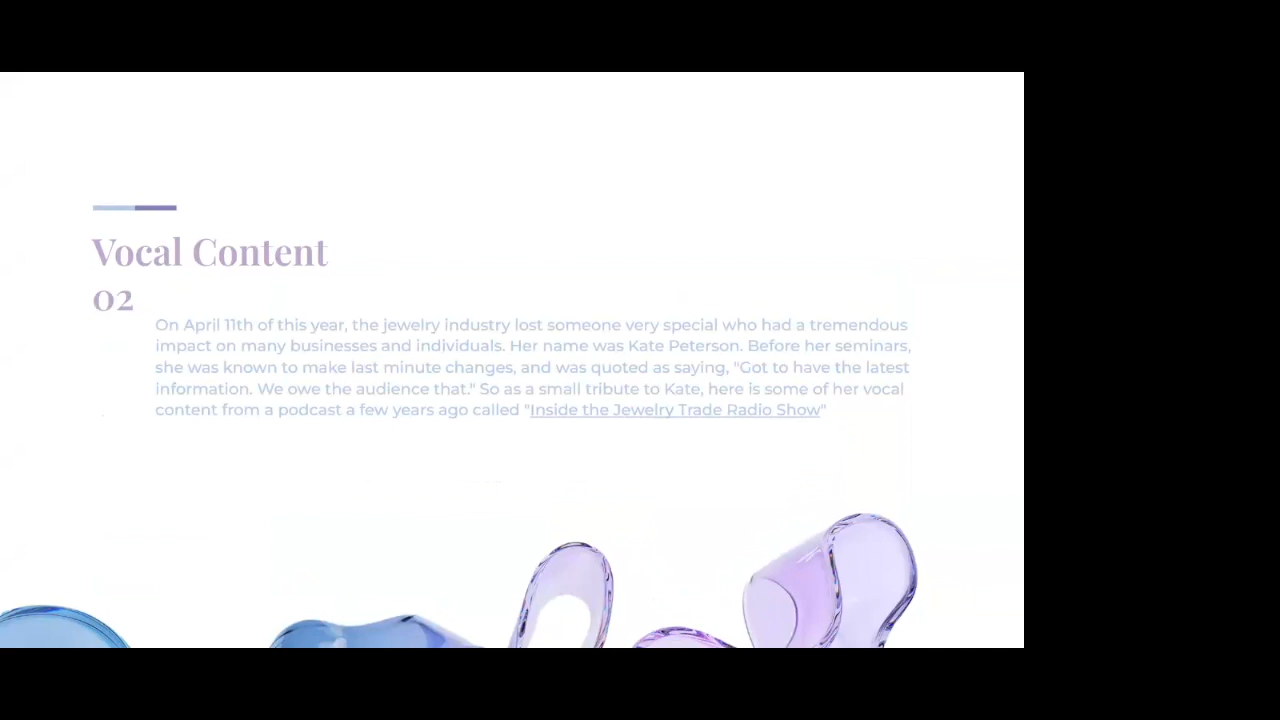 Vocal Content
02
On April 11th of this year, the jewelry industry lost someone very special who had a tremendous
impact on many businesses and individuals. Her name was Kate Peterson. Before her seminars,
she was known to make last minute changes, and was quoted as saying, "Got to have the latest
information. We owe the audience that." So as a small tribute to Kate, here is some of her vocal
content from a podcast a few years ago called "Inside the Jewelry Trade Radio Show"